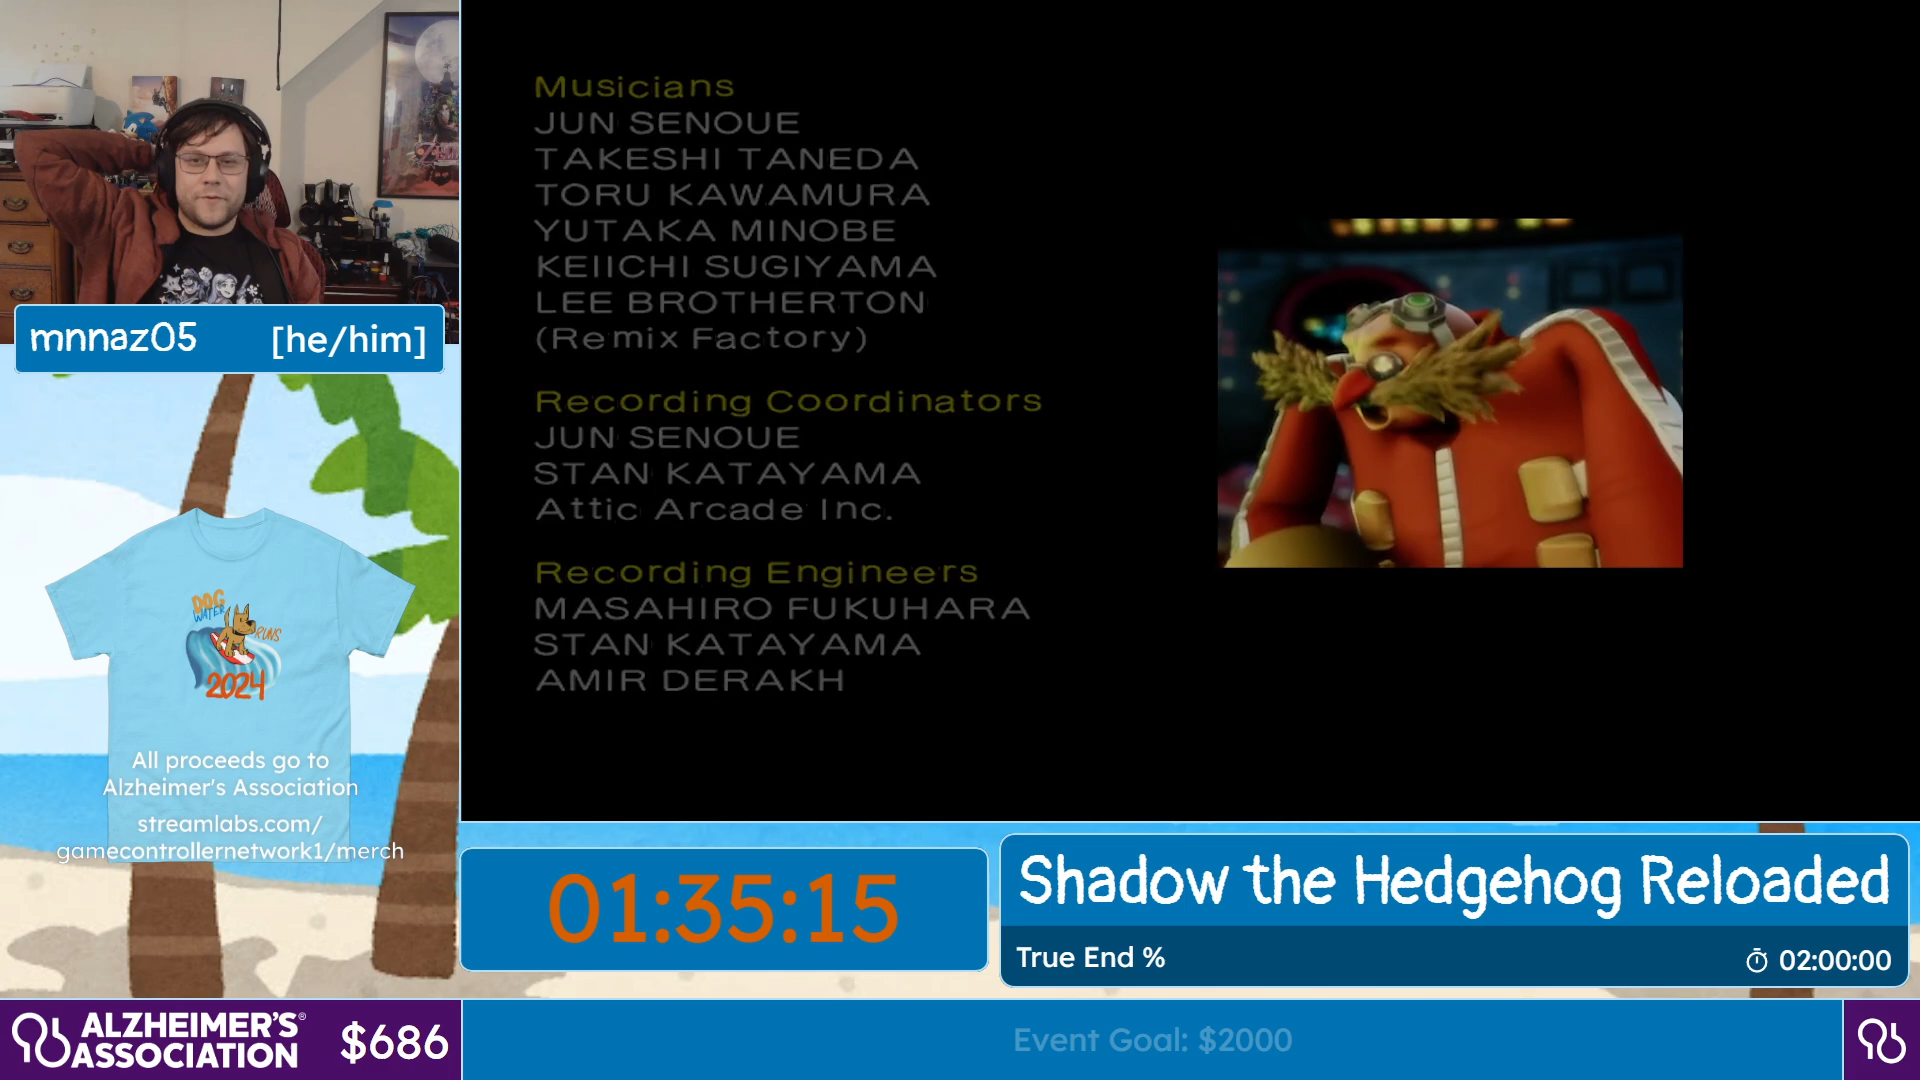 Musicians
JUN SENOUE
TAKESHI TANEDA
TORU KAWAMURA
YUTAKA MINOBE
KEIICHI SUGIYAMA
LEE BROTHERTON
(Remix Factory)
Recording Coordinators
JUN SENOUE
STAN KATAYAMA
Attic Arcade Inc.
Recording Engineers
MASAHIRO FUKUHARA
STAN KATAYAMA
AMIR DERAKH
mnnaz05 [he/him]
DOG
WATER
RUNS
2024
All proceeds go to
Alzheimer's Association
streamlabs.com/
gamecontrollernetwork1/merch
01:35:15
Shadow the Hedgehog Reloaded
True End % 02:00:00
ALZHEIMER'S®
ASSOCIATION
$686
Event Goal: $2000